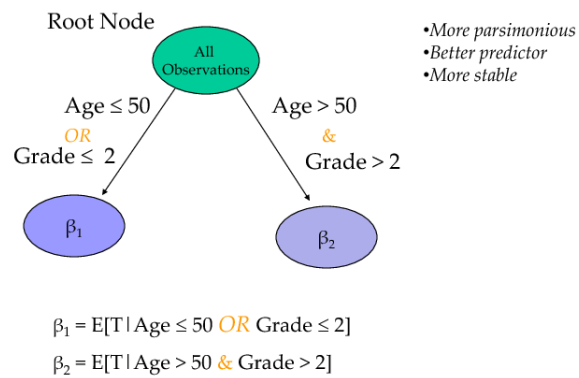 Root Node
All
Observations
•More parsimonious
•Better predictor
•More stable
Age ≤ 50
OR
Grade ≤ 2
Age > 50
&
Grade > 2
β₁
β₂
β₁ = E[T|Age ≤ 50 OR Grade ≤ 2]
β₂ = E[T|Age > 50 & Grade > 2]